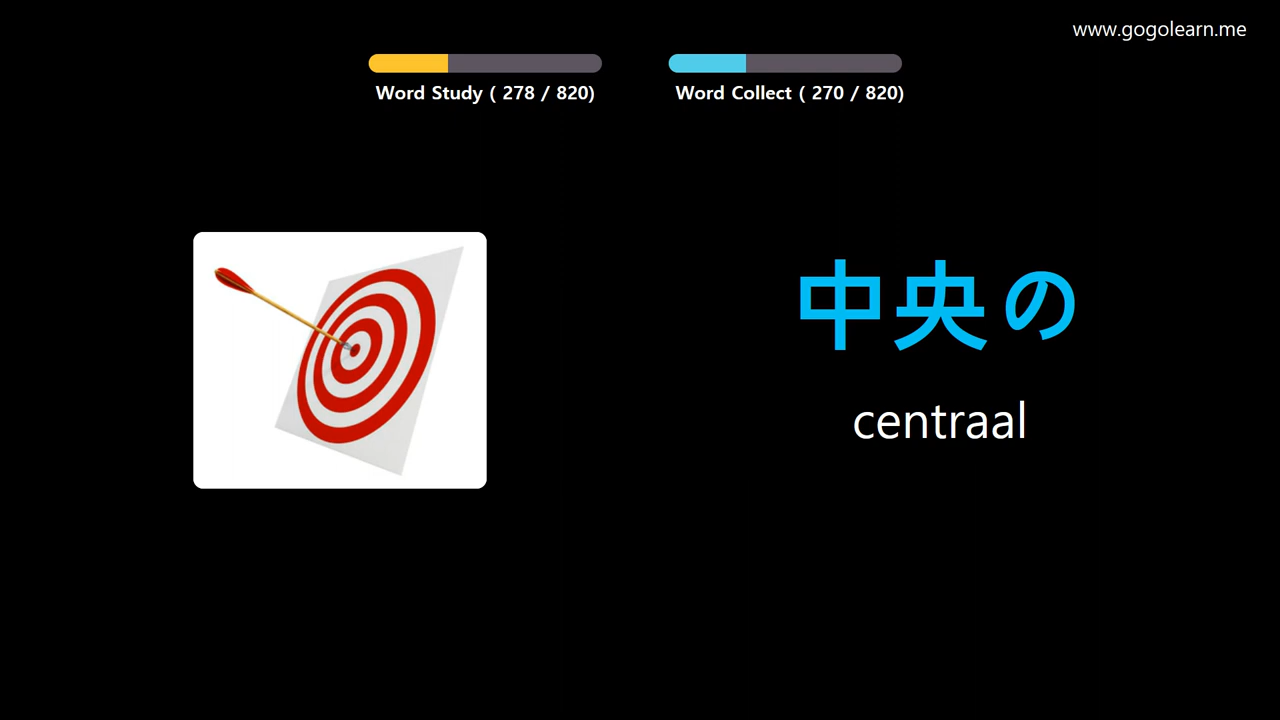 www.gogolearn.me
Word Study ( 278 / 820)
Word Collect ( 270 / 820)
中央の
centraal